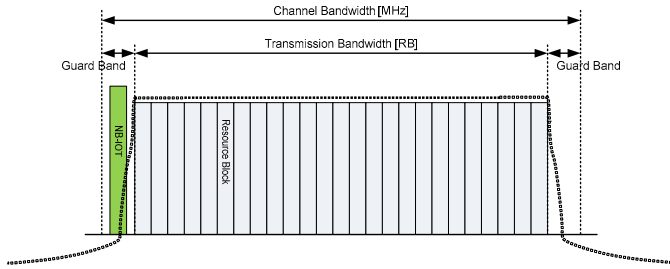 Channel Bandwidth [MHz]
Transmission Bandwidth [RB]
Guard Band
Guard Band
NB-IOT
Resource Block